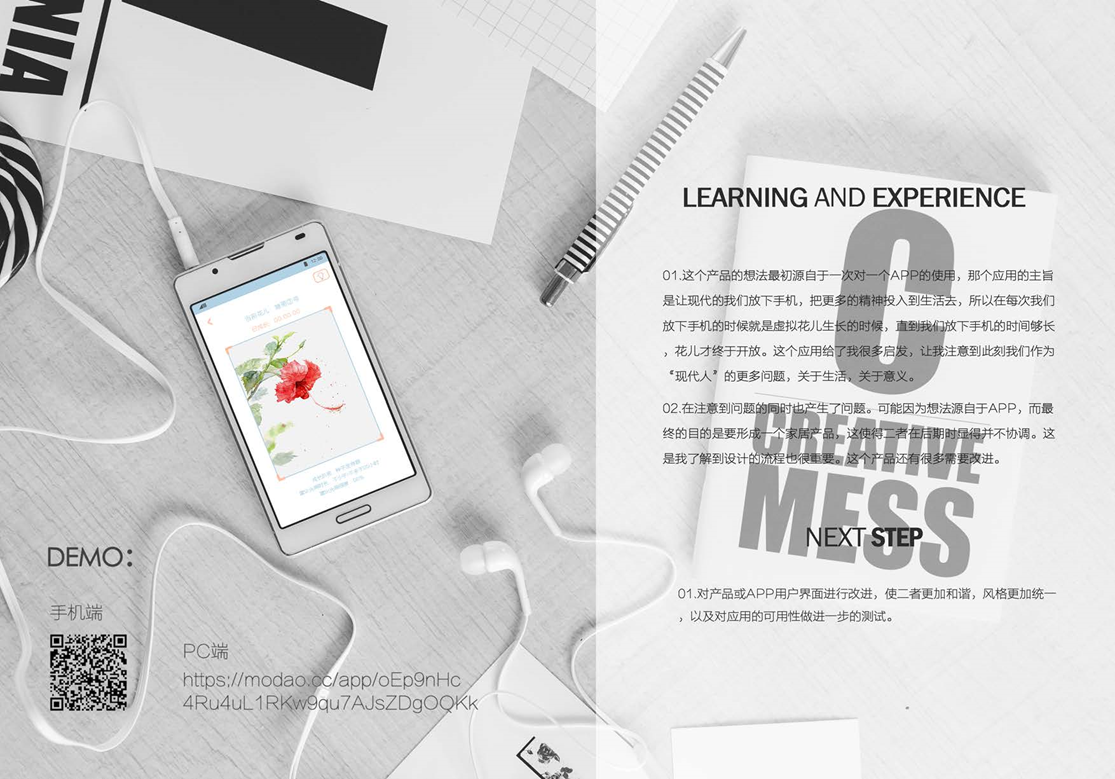 NIA
DEMO：
手机端
PC端
https://modao.cc/app/oEp9nHc
4Ru4uL1RKw9qu7AJsZDgOQKk
LEARNING AND EXPERIENCE
01.这个产品的想法最初源自于一次对一个APP的使用，那个应用的主旨
是让现代的我们放下手机，把更多的精神投入到生活去，所以在每次我们
放下手机的时候就是虚拟花儿生长的时候，直到我们放下手机的时间够长
，花儿才终于开放。这个应用给了我很多启发，让我注意到此刻我们作为
“现代人”的更多问题，关于生活，关于意义。
02.在注意到问题的同时也产生了问题。可能因为想法源自于APP，而最
终的目的是要形成一个家居产品，这使得二者在后期时显得并不协调。这
是我了解到设计的流程也很重要。这个产品还有很多需要改进。
C
CREATIVE
MESS
NEXT STEP
01.对产品或APP用户界面进行改进，使二者更加和谐，风格更加统一
，以及对应用的可用性做进一步的测试。